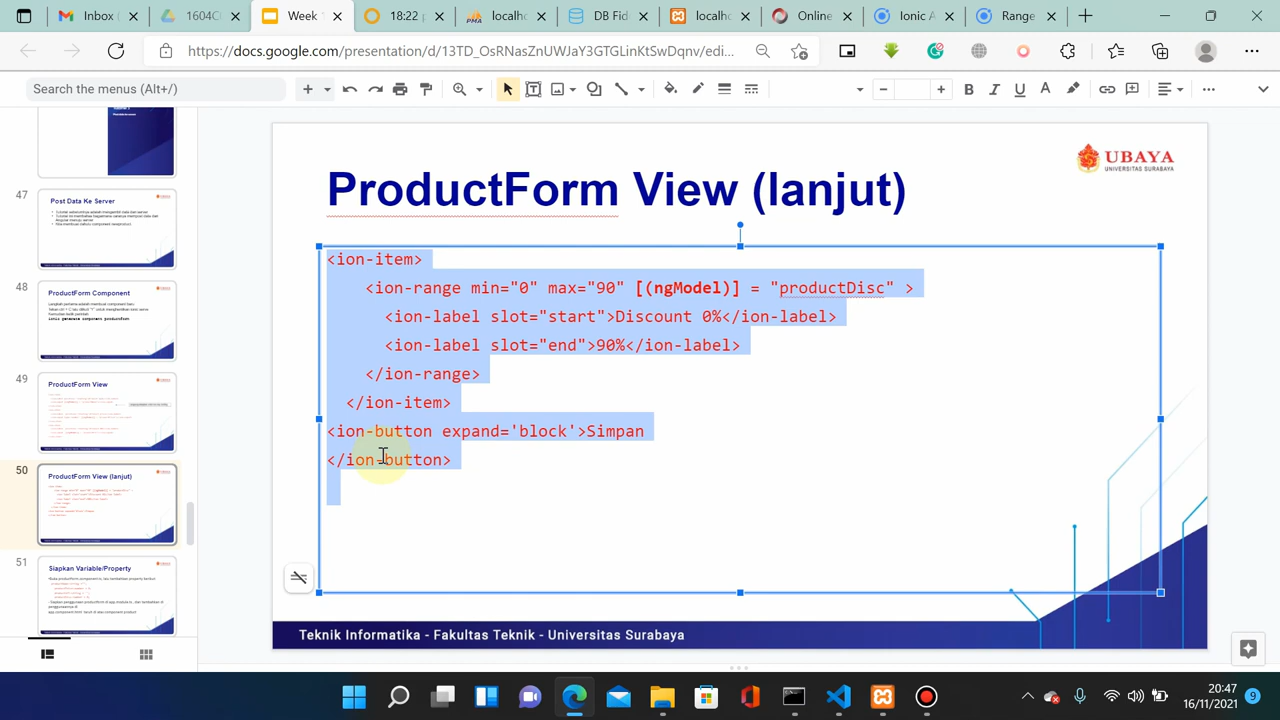 Inbox
1604C
18:22
localho
Databa
localho
Ionic D
Ionic D
Range
https://docs.google.com/presentation/d/13TD_OsRNasZnUWJaY3GTGLinKtSwDqnv/edi...
Search the menus (Alt+/)
47
Post Data Ke Server
48
ProductForm Component
49
ProductForm View
50
ProductForm View (lanjut)
51
Siapkan Variable/Property
UBAYA
UNIVERSITAS SURABAYA
ProductForm View (lanjut)
<ion-item>
<ion-range min="0" max="90" [(ngModel)] = "productDisc" >
<ion-label slot="start">Discount 0%</ion-label>
<ion-label slot="end">90%</ion-label>
</ion-range>
</ion-item>
<ion-button expand='block'>Simpan
</ion-button>
Teknik Informatika - Fakultas Teknik - Universitas Surabaya
20:47
16/11/2021
9